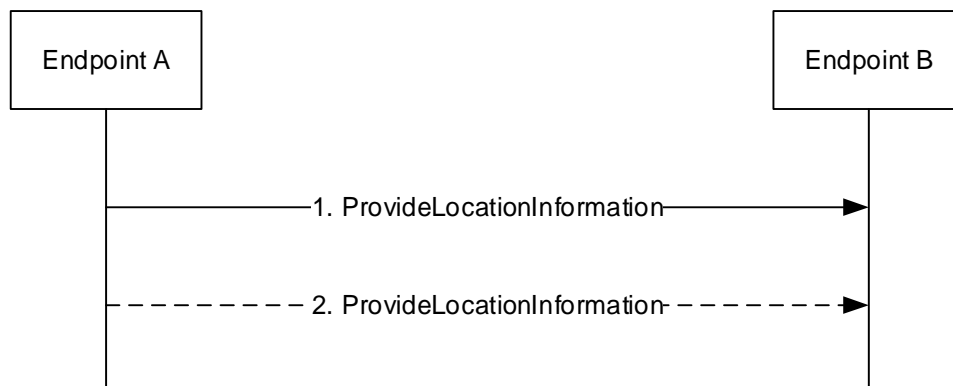 Endpoint A
Endpoint B
1. ProvideLocationInformation
2. ProvideLocationInformation